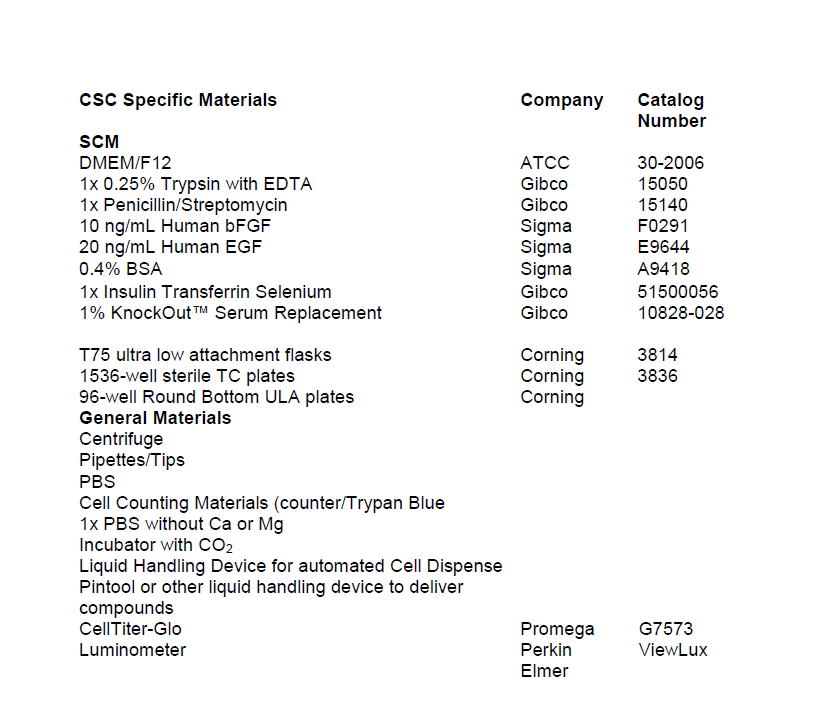 CSC Specific Materials Company Catalog
Number
SCM
DMEM/F12 ATCC 30-2006
1x 0.25% Trypsin with EDTA Gibco 15050
1x Penicillin/Streptomycin Gibco 15140
10 ng/mL Human bFGF Sigma F0291
20 ng/mL Human EGF Sigma E9644
0.4% BSA Sigma A9418
1x Insulin Transferrin Selenium Gibco 51500056
1% KnockOut™ Serum Replacement Gibco 10828-028
T75 ultra low attachment flasks Corning 3814
1536-well sterile TC plates Corning 3836
96-well Round Bottom ULA plates Corning
General Materials
Centrifuge
Pipettes/Tips
PBS
Cell Counting Materials (counter/Trypan Blue
1x PBS without Ca or Mg
Incubator with CO₂
Liquid Handling Device for automated Cell Dispense
Pintool or other liquid handling device to deliver
compounds
CellTiter-Glo Promega G7573
Luminometer Perkin ViewLux
Elmer